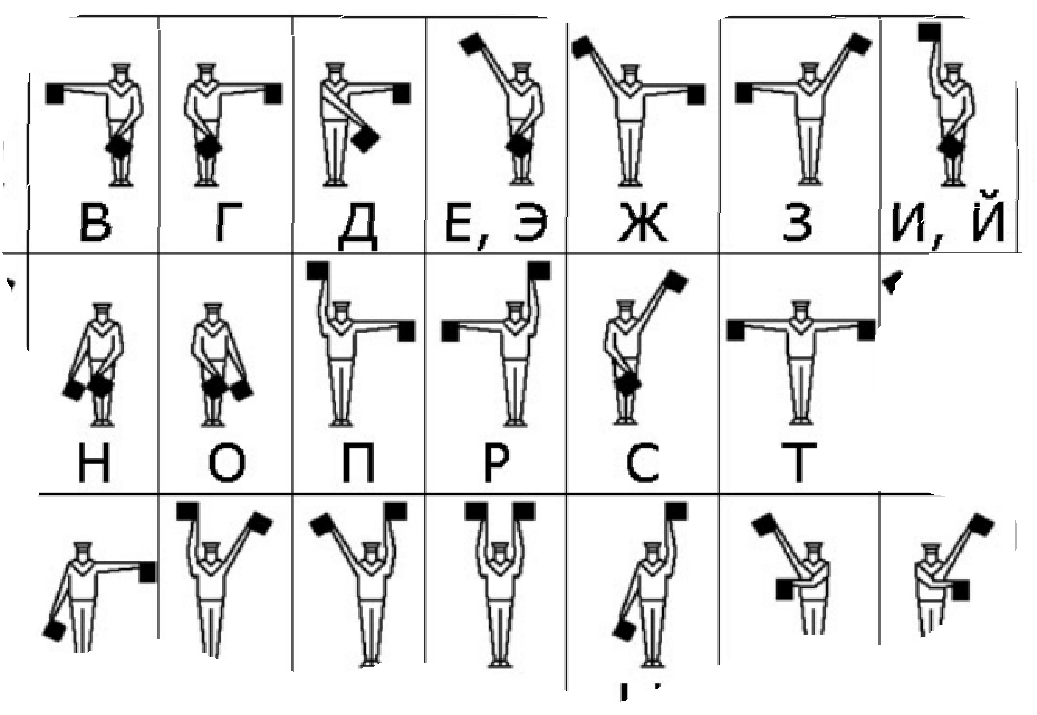 В Г Д Е, Э Ж З И, Й
Н О П Р С Т